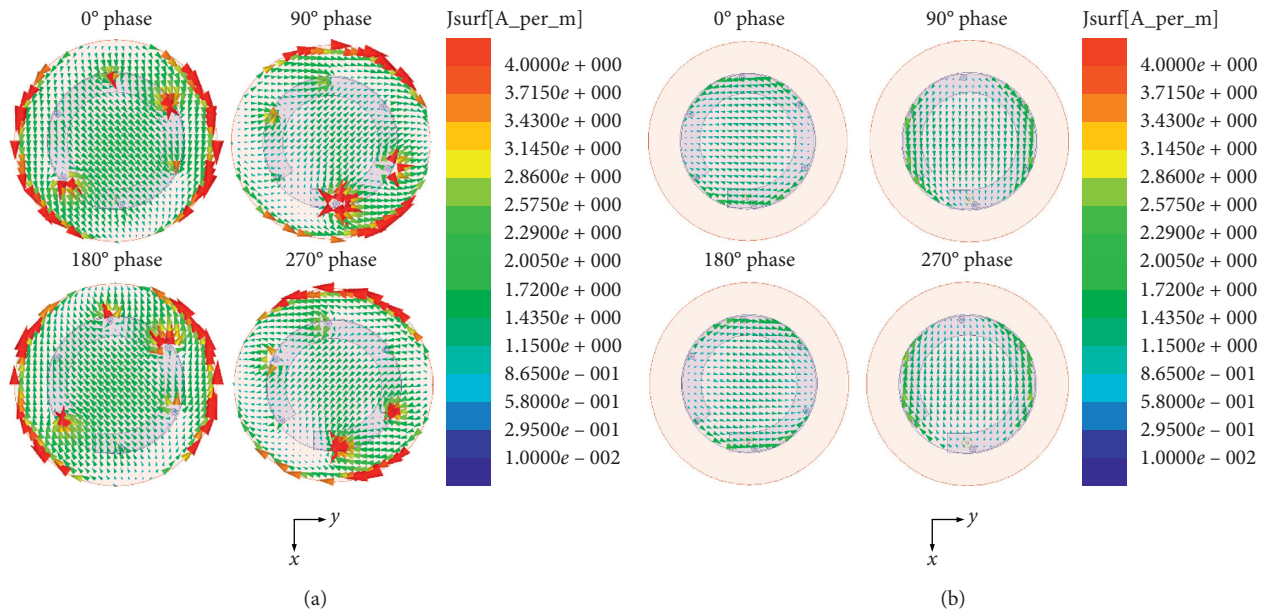 0° phase
90° phase
Jsurf[A_per_m]
4.0000e + 000
3.7150e + 000
3.4300e + 000
3.1450e + 000
2.8600e + 000
2.5750e + 000
2.2900e + 000
2.0050e + 000
1.7200e + 000
1.4350e + 000
1.1500e + 000
8.6500e – 001
5.8000e – 001
2.9500e – 001
1.0000e – 002
180° phase
270° phase
y
x
(a)
0° phase
90° phase
Jsurf[A_per_m]
4.0000e + 000
3.7150e + 000
3.4300e + 000
3.1450e + 000
2.8600e + 000
2.5750e + 000
2.2900e + 000
2.0050e + 000
1.7200e + 000
1.4350e + 000
1.1500e + 000
8.6500e – 001
5.8000e – 001
2.9500e – 001
1.0000e – 002
180° phase
270° phase
y
x
(b)